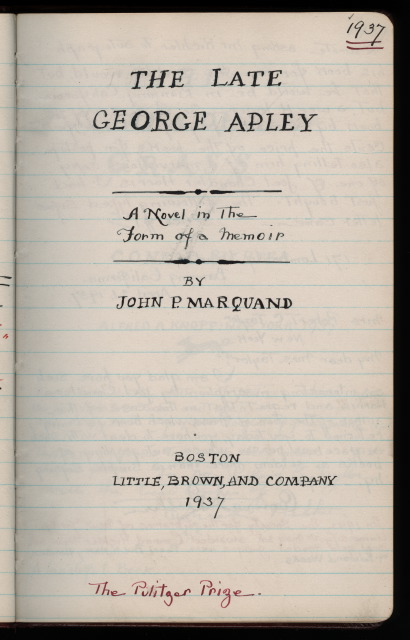 1937
THE LATE
GEORGE APLEY
A Novel in The
Form of a Memoir
BY
JOHN P. MARQUAND
BOSTON
LITTLE, BROWN, AND COMPANY
1937
The Pulitzer Prize.